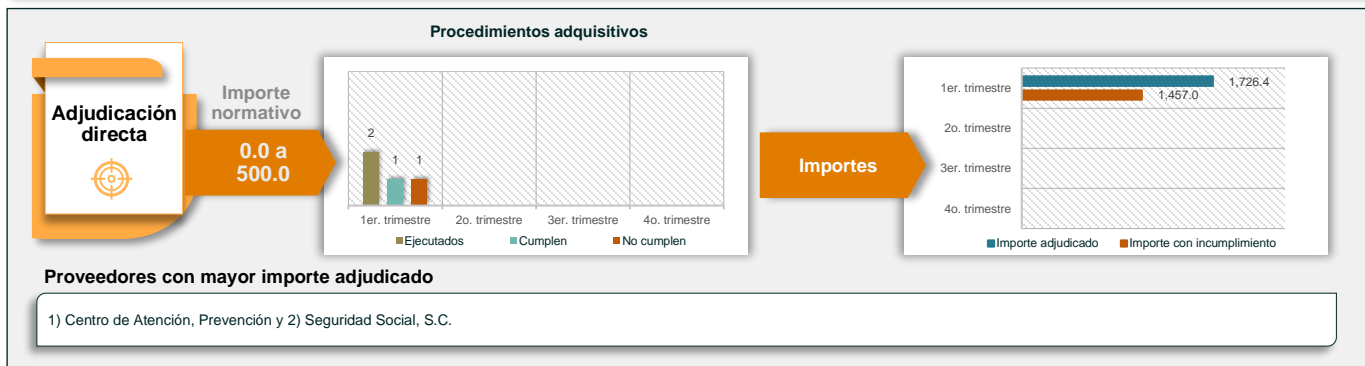 Procedimientos adquisitivos
Adjudicación
directa
Importe
normativo
0.0 a
500.0
2
1
1
1er. trimestre
2o. trimestre
3er. trimestre
4o. trimestre
Ejecutados
Cumplen
No cumplen
Importes
1er. trimestre
1,726.4
1,457.0
2o. trimestre
3er. trimestre
4o. trimestre
Importe adjudicado
Importe con incumplimiento
Proveedores con mayor importe adjudicado
1) Centro de Atención, Prevención y 2) Seguridad Social, S.C.